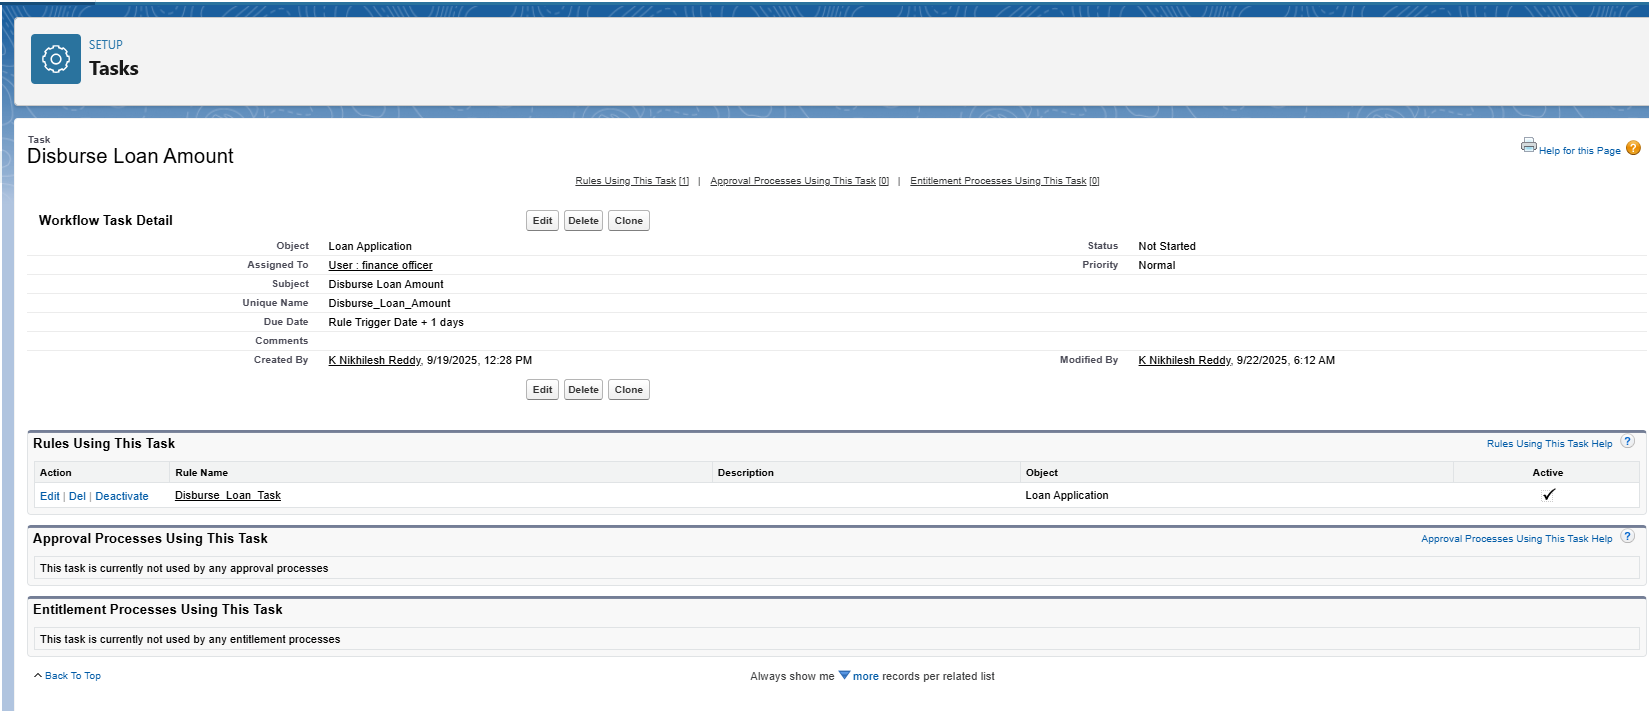 SETUP
Tasks
Task
Disburse Loan Amount
Help for this Page ?
Rules Using This Task [1] | Approval Processes Using This Task [0] | Entitlement Processes Using This Task [0]
Workflow Task Detail Edit Delete Clone
Object Loan Application Status Not Started
Assigned To User : finance officer Priority Normal
Subject Disburse Loan Amount
Unique Name Disburse_Loan_Amount
Due Date Rule Trigger Date + 1 days
Comments
Created By K Nikhilesh Reddy, 9/19/2025, 12:28 PM Modified By K Nikhilesh Reddy, 9/22/2025, 6:12 AM
Edit Delete Clone
Rules Using This Task Rules Using This Task Help ?
Action Rule Name Description Object Active
Edit | Del | Deactivate Disburse_Loan_Task Loan Application ✓
Approval Processes Using This Task Approval Processes Using This Task Help ?
This task is currently not used by any approval processes
Entitlement Processes Using This Task
This task is currently not used by any entitlement processes
Back To Top Always show me more records per related list